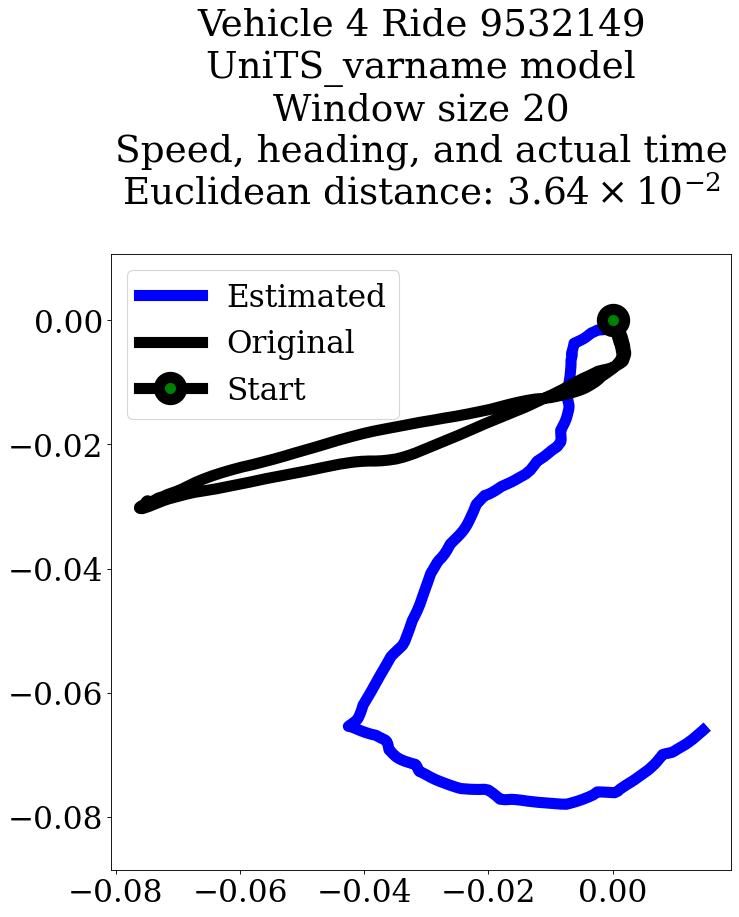 Vehicle 4 Ride 9532149
UniTS_varname model
Window size 20
Speed, heading, and actual time
Euclidean distance: 3.64 × 10⁻²
Estimated
Original
Start
0.00
−0.02
−0.04
−0.06
−0.08
−0.08 −0.06 −0.04 −0.02 0.00